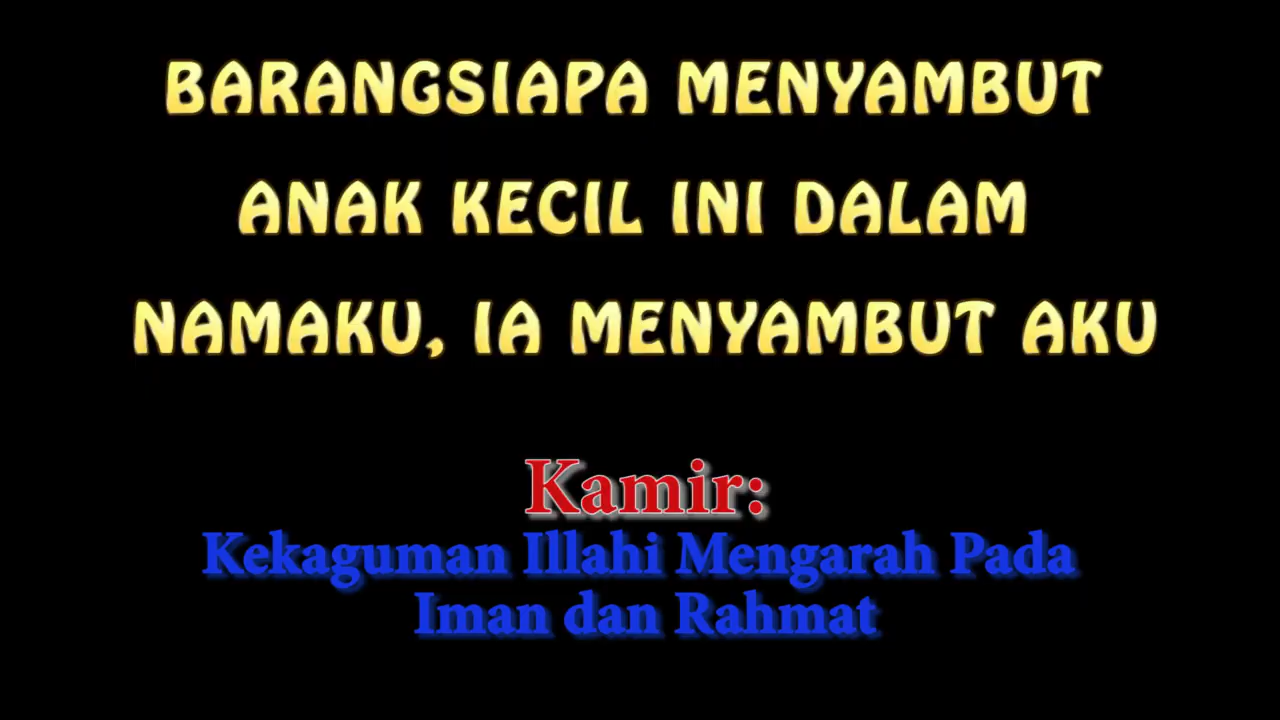 BARANGSIAPA MENYAMBUT
ANAK KECIL INI DALAM
NAMAKU, IA MENYAMBUT AKU
Kamir:
Kekaguman Illahi Mengarah Pada
Iman dan Rahmat